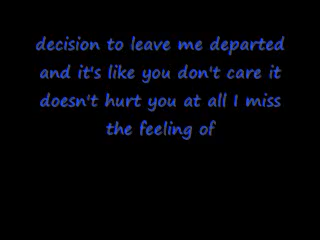 decision to leave me departed
and it's like you don't care it
doesn't hurt you at all I miss
the feeling of